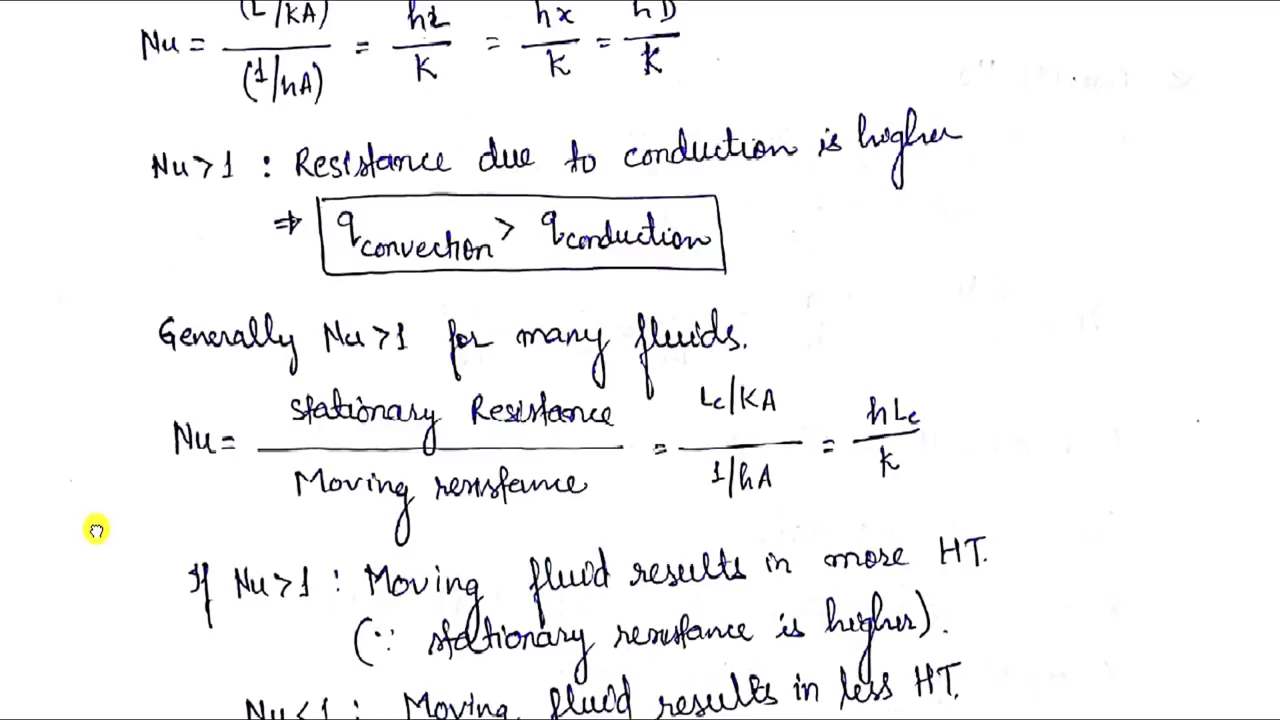 Nu = (L/KA) / (1/hA) = hL/K = hx/K = hD/K
Nu > 1 : Resistance due to conduction is higher
⇒ q convection > q conduction
Generally Nu > 1 for many fluids.
Nu = stationary Resistance / Moving resistance = Lc/KA / 1/hA = hLc/k
If Nu > 1 : Moving fluid results in more HT.
(∵ stationary resistance is higher).
Nu < 1 : Moving fluid results in less HT.